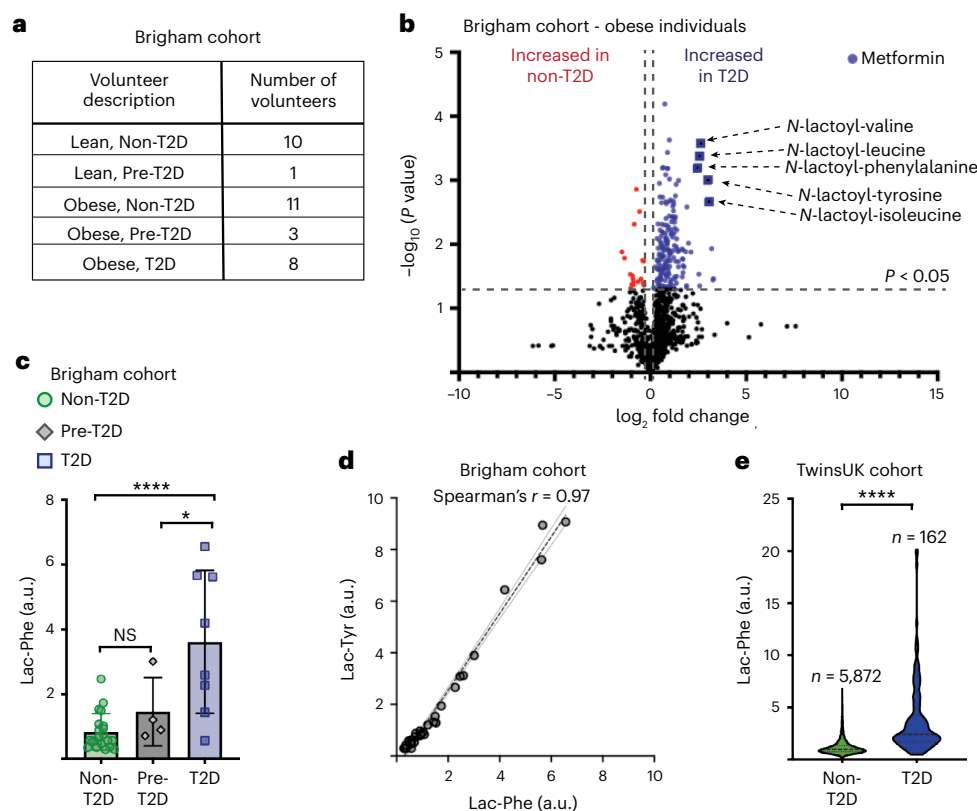 a
Brigham cohort
Volunteer description
Number of volunteers
Lean, Non-T2D 10
Lean, Pre-T2D 1
Obese, Non-T2D 11
Obese, Pre-T2D 3
Obese, T2D 8
b
Brigham cohort - obese individuals
Increased in
non-T2D
Increased
in T2D
Metformin
N-lactoyl-valine
N-lactoyl-leucine
N-lactoyl-phenylalanine
N-lactoyl-tyrosine
N-lactoyl-isoleucine
P < 0.05
–log10 (P value)
5
4
3
2
1
–10 –5 0 5 10 15
log2 fold change
c
Brigham cohort
Non-T2D
Pre-T2D
T2D
****
*
NS
Lac-Phe (a.u.)
8
6
4
2
Non-
T2D
Pre-
T2D
T2D
d
Brigham cohort
Spearman's r = 0.97
Lac-Tyr (a.u.)
10
8
6
4
2
2 4 6 8 10
Lac-Phe (a.u.)
e
TwinsUK cohort
****
n = 162
n = 5,872
Lac-Phe (a.u.)
25
20
15
10
5
Non-
T2D
T2D